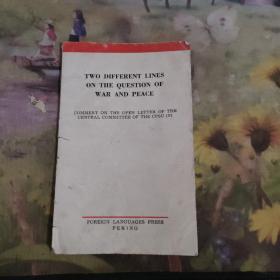 TWO DIFFERENT LINES
ON THE QUESTION OF
WAR AND PEACE
COMMENT ON THE OPEN LETTER OF THE
CENTRAL COMMITTEE OF THE CPSU (V)
FOREIGN LANGUAGES PRESS
PEKING